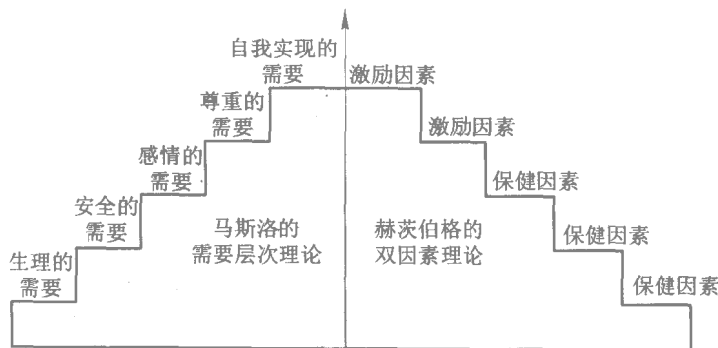 自我实现的
需要
激励因素
尊重的
需要
激励因素
感情的
需要
保健因素
安全的
需要
马斯洛的
需要层次理论
赫茨伯格的
双因素理论
保健因素
生理的
需要
保健因素